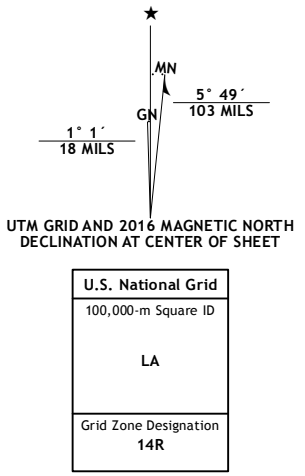 ★
MN
GN
5° 49´
103 MILS
1° 1´
18 MILS
UTM GRID AND 2016 MAGNETIC NORTH
DECLINATION AT CENTER OF SHEET
U.S. National Grid
100,000-m Square ID
LA
Grid Zone Designation
14R